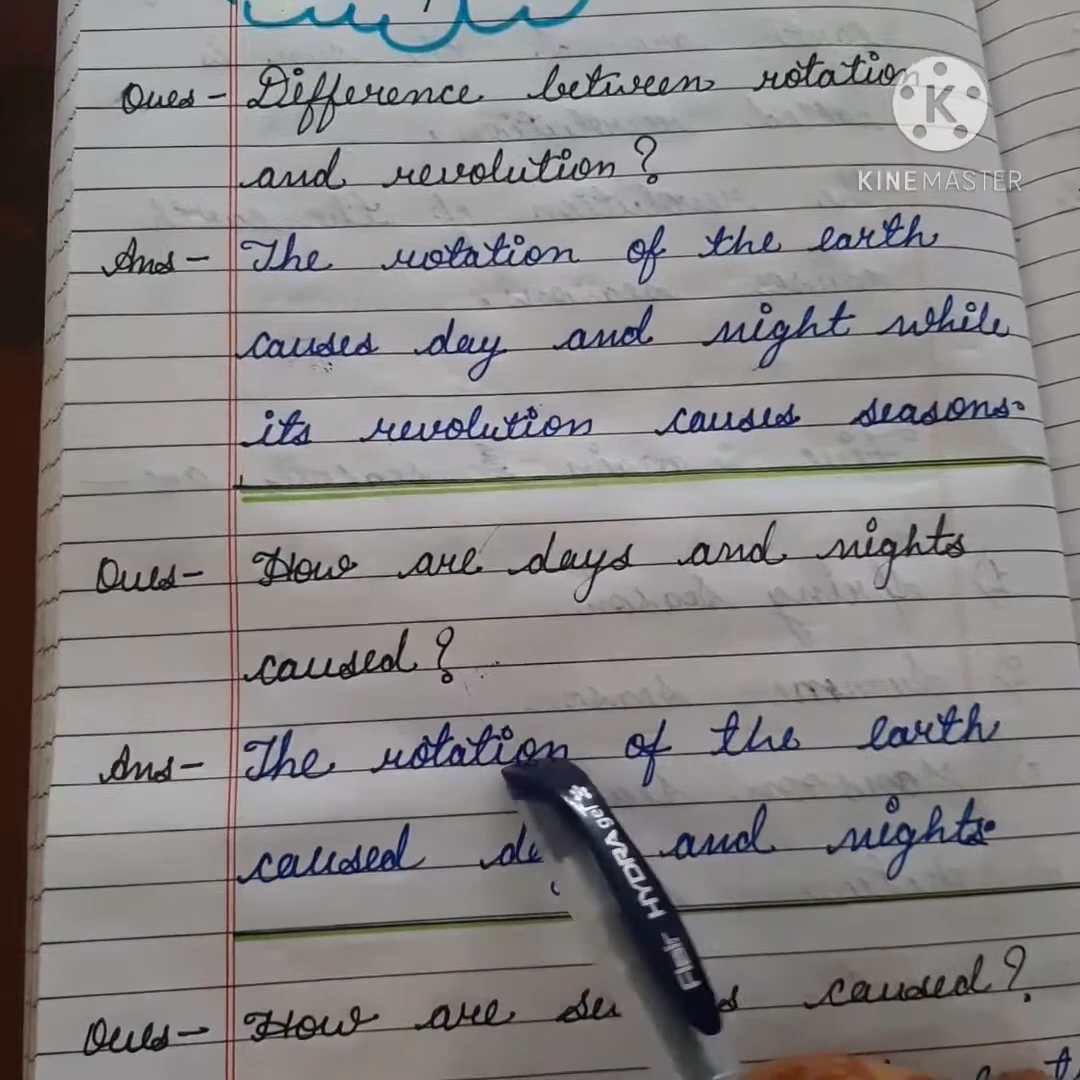 Ques- Difference between rotation
and revolution?
KINEMASTER
Ans- The rotation of the earth
causes day and night while
its revolution causes seasons.
Ques- How are days and nights
caused?
Ans- The rotation of the earth
caused and nights.
Flair HYDRA gel
Ques- How are caused?